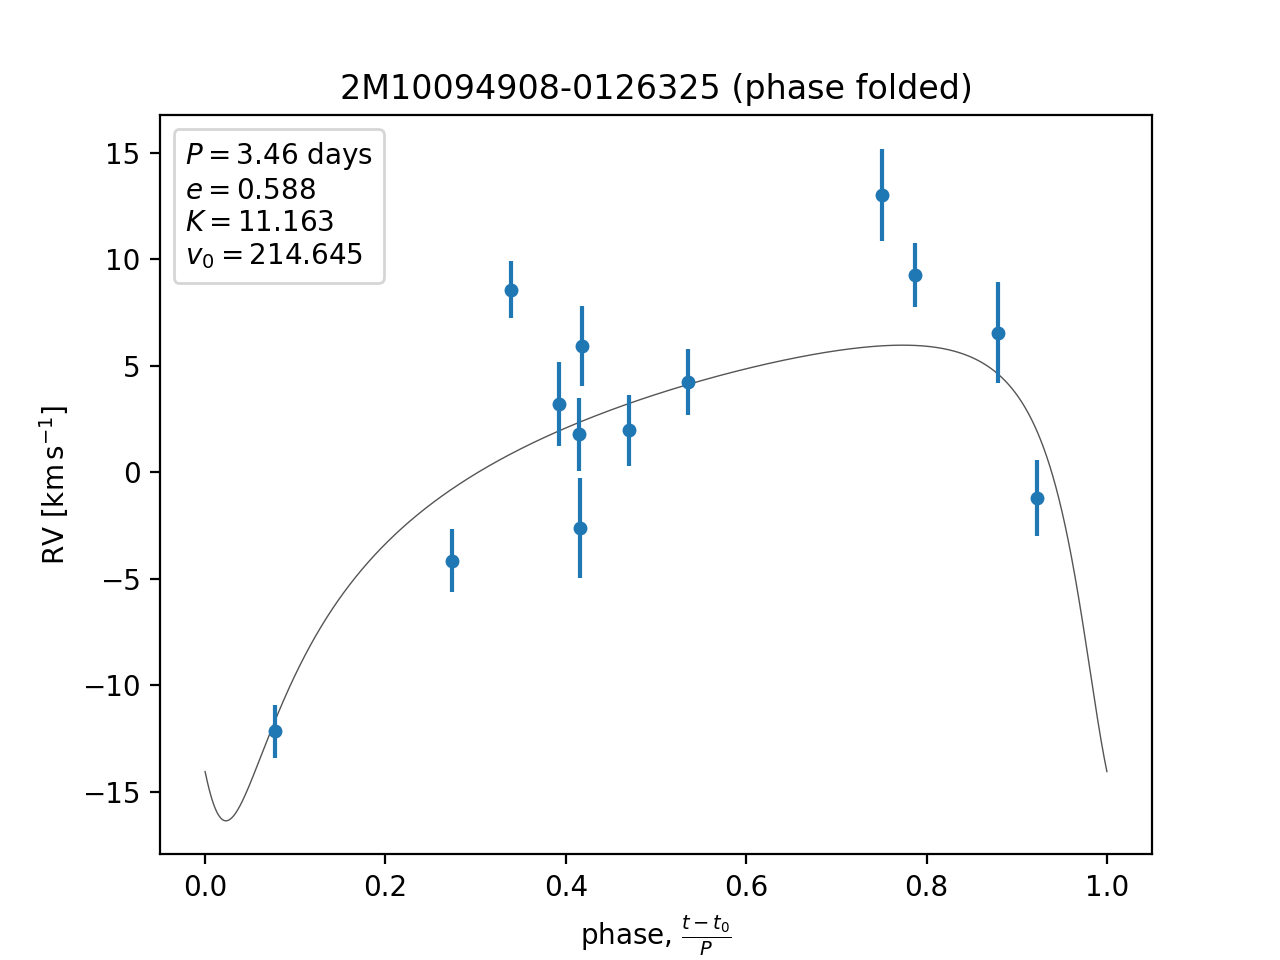 2M10094908-0126325 (phase folded)
P = 3.46 days
e = 0.588
K = 11.163
v₀ = 214.645
15
10
5
0
−5
−10
−15
RV [km s⁻¹]
0.0 0.2 0.4 0.6 0.8 1.0
phase, (t − t₀)/P